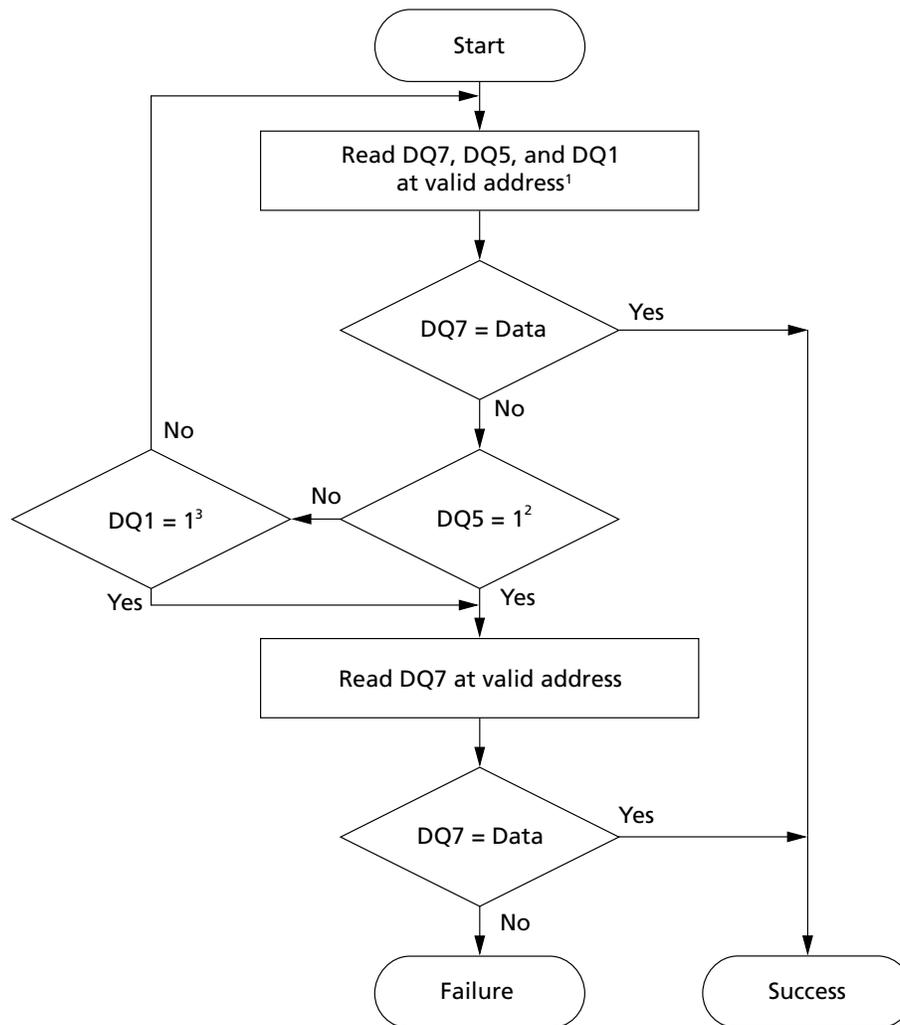 Start
Read DQ7, DQ5, and DQ1
at valid address¹
DQ7 = Data
Yes
No
No
DQ1 = 1³
No
DQ5 = 1²
Yes
Yes
Read DQ7 at valid address
DQ7 = Data
Yes
No
Failure
Success